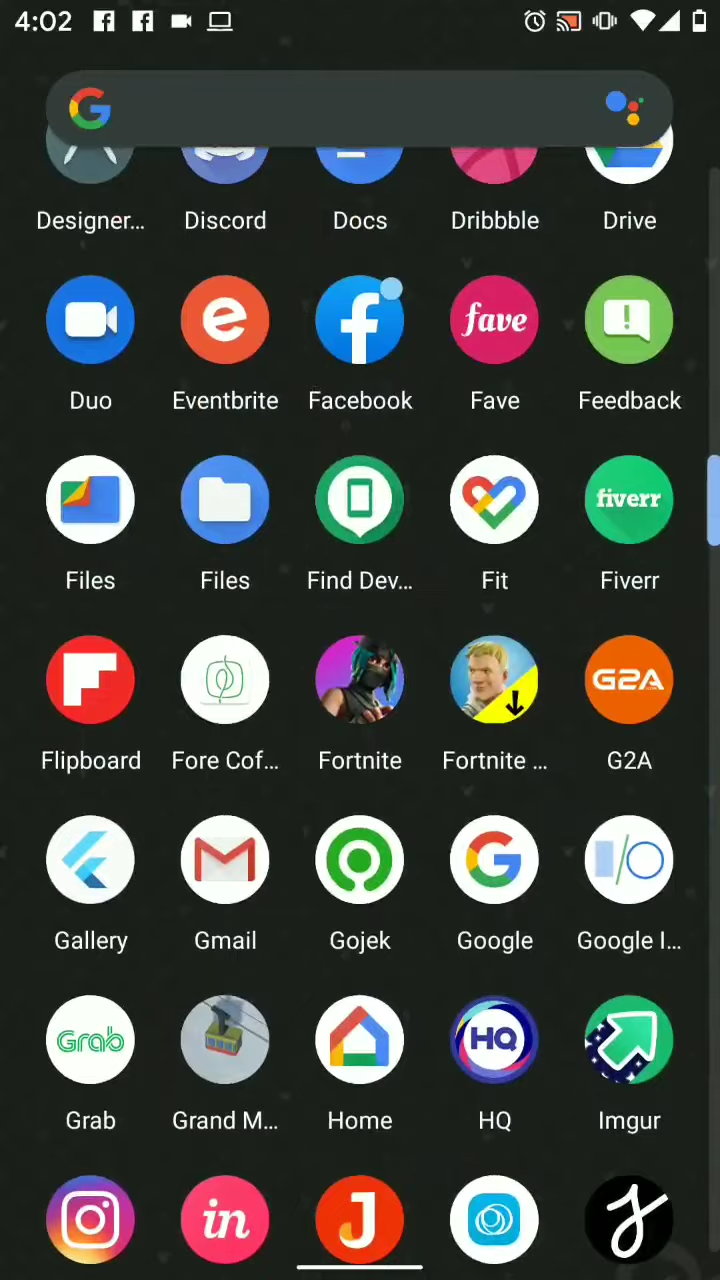 4:02
Designer... Discord Docs Dribbble Drive
fave
Duo Eventbrite Facebook Fave Feedback
fiverr
Files Files Find Dev... Fit Fiverr
G2A
Flipboard Fore Cof... Fortnite Fortnite ... G2A
Gallery Gmail Gojek Google Google I...
Grab HQ
Grab Grand M... Home HQ Imgur
in J